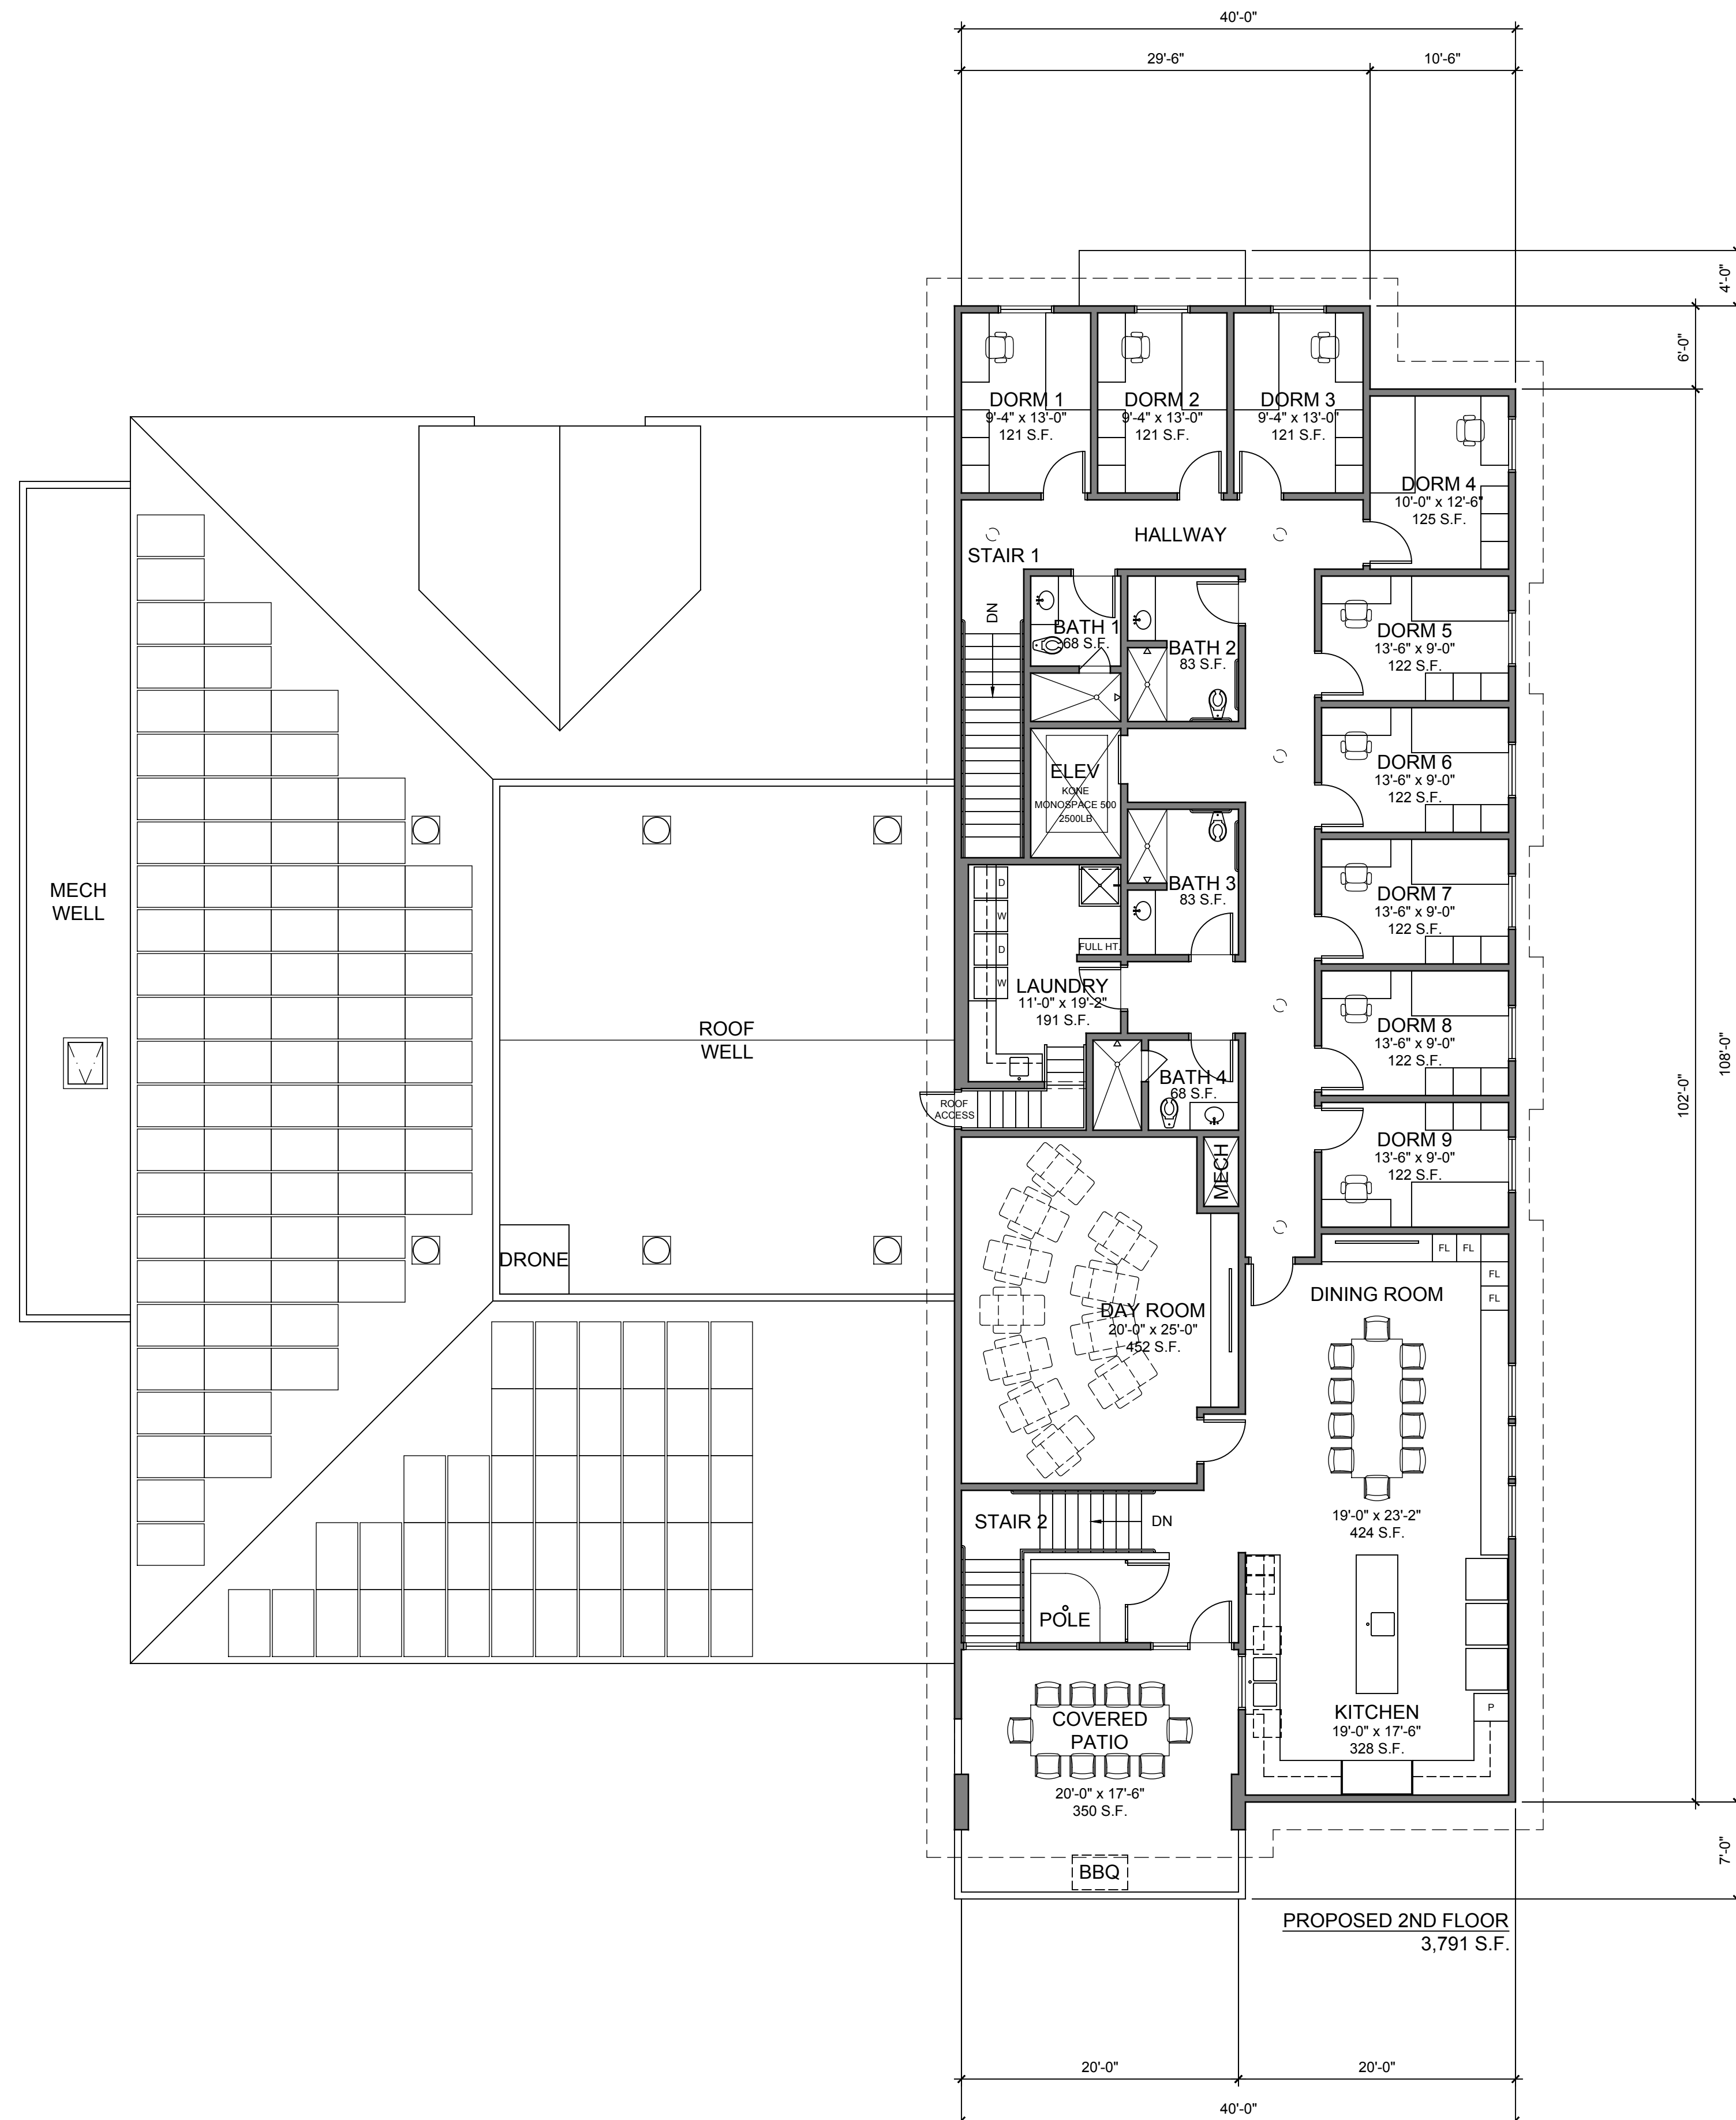 40'-0"
29'-6"
10'-6"
4'-0"
6'-0"
DORM 1
9'-4" x 13'-0"
121 S.F.
DORM 2
9'-4" x 13'-0"
121 S.F.
DORM 3
9'-4" x 13'-0"
121 S.F.
DORM 4
10'-0" x 12'-6"
125 S.F.
HALLWAY
STAIR 1
DN
BATH 1
68 S.F.
BATH 2
83 S.F.
DORM 5
13'-6" x 9'-0"
122 S.F.
ELEV
KONE
MONOSPACE 500
2500LB
DORM 6
13'-6" x 9'-0"
122 S.F.
MECH
WELL
D
W
D
W
FULL HT.
BATH 3
83 S.F.
DORM 7
13'-6" x 9'-0"
122 S.F.
LAUNDRY
11'-0" x 19'-2"
191 S.F.
ROOF
WELL
DORM 8
13'-6" x 9'-0"
122 S.F.
108'-0"
102'-0"
BATH 4
68 S.F.
ROOF
ACCESS
MECH
DORM 9
13'-6" x 9'-0"
122 S.F.
DRONE
FL
FL
FL
FL
DINING ROOM
DAY ROOM
20'-0" x 25'-0"
452 S.F.
19'-0" x 23'-2"
424 S.F.
STAIR 2
DN
POLE
P
KITCHEN
19'-0" x 17'-6"
328 S.F.
COVERED
PATIO
20'-0" x 17'-6"
350 S.F.
BBQ
7'-0"
PROPOSED 2ND FLOOR
3,791 S.F.
20'-0"
20'-0"
40'-0"